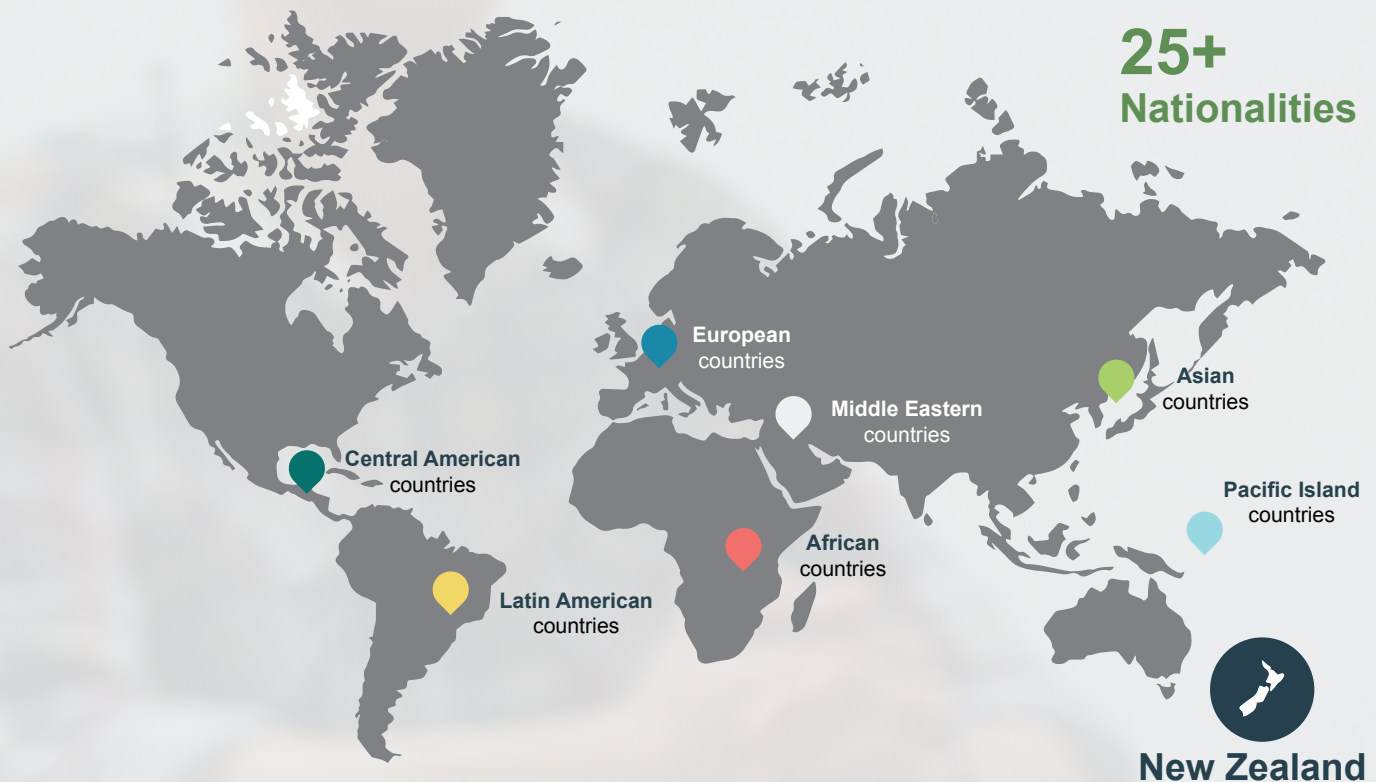 25+
Nationalities
European
countries
Middle Eastern
countries
Asian
countries
Central American
countries
Pacific Island
countries
African
countries
Latin American
countries
New Zealand